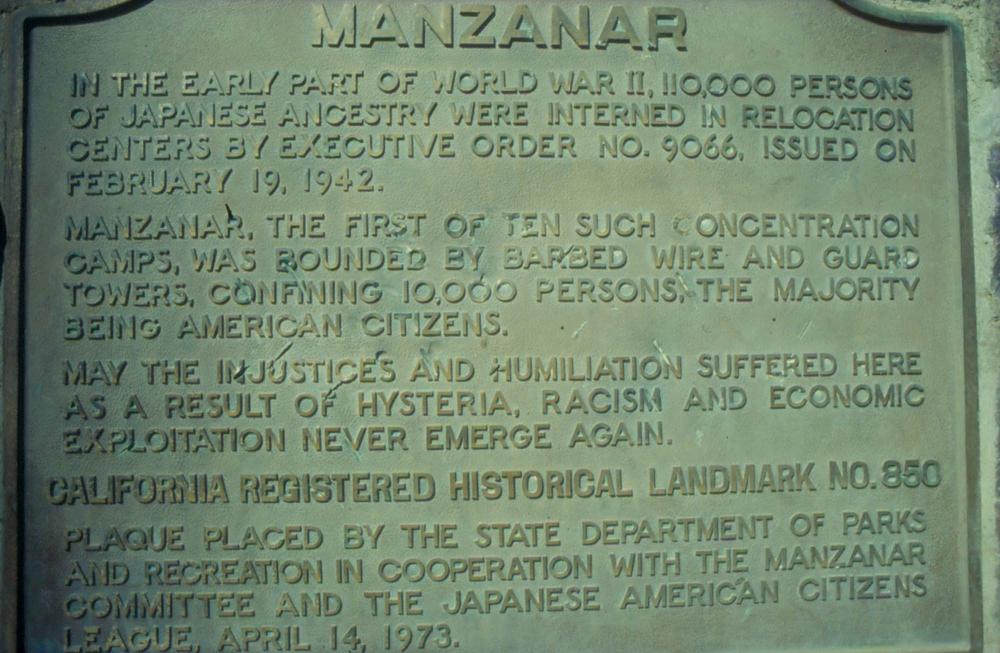 MANZANAR
IN THE EARLY PART OF WORLD WAR II, 110,000 PERSONS
OF JAPANESE ANCESTRY WERE INTERNED IN RELOCATION
CENTERS BY EXECUTIVE ORDER NO. 9066, ISSUED ON
FEBRUARY 19, 1942.
MANZANAR, THE FIRST OF TEN SUCH CONCENTRATION
CAMPS, WAS BOUNDED BY BARBED WIRE AND GUARD
TOWERS, CONFINING 10,000 PERSONS, THE MAJORITY
BEING AMERICAN CITIZENS.
MAY THE INJUSTICES AND HUMILIATION SUFFERED HERE
AS A RESULT OF HYSTERIA, RACISM AND ECONOMIC
EXPLOITATION NEVER EMERGE AGAIN.
CALIFORNIA REGISTERED HISTORICAL LANDMARK NO. 850
PLAQUE PLACED BY THE STATE DEPARTMENT OF PARKS
AND RECREATION IN COOPERATION WITH THE MANZANAR
COMMITTEE AND THE JAPANESE AMERICAN CITIZENS
LEAGUE, APRIL 14, 1973.